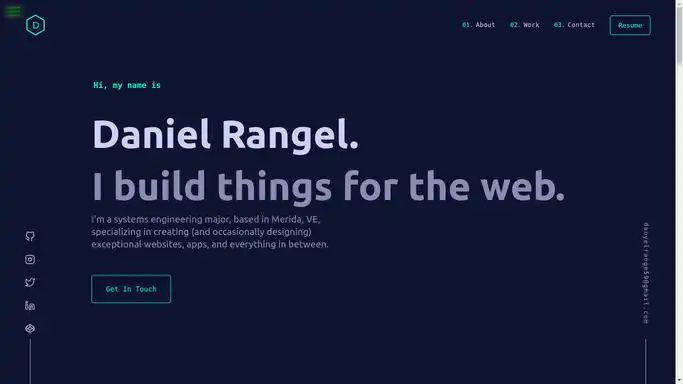 D
01. About
02. Work
03. Contact
Resume
Hi, my name is
Daniel Rangel.
I build things for the web.
I'm a systems engineering major, based in Merida, VE,
specializing in creating (and occasionally designing)
exceptional websites, apps, and everything in between.
Get In Touch
danyelrange590@gmail.com